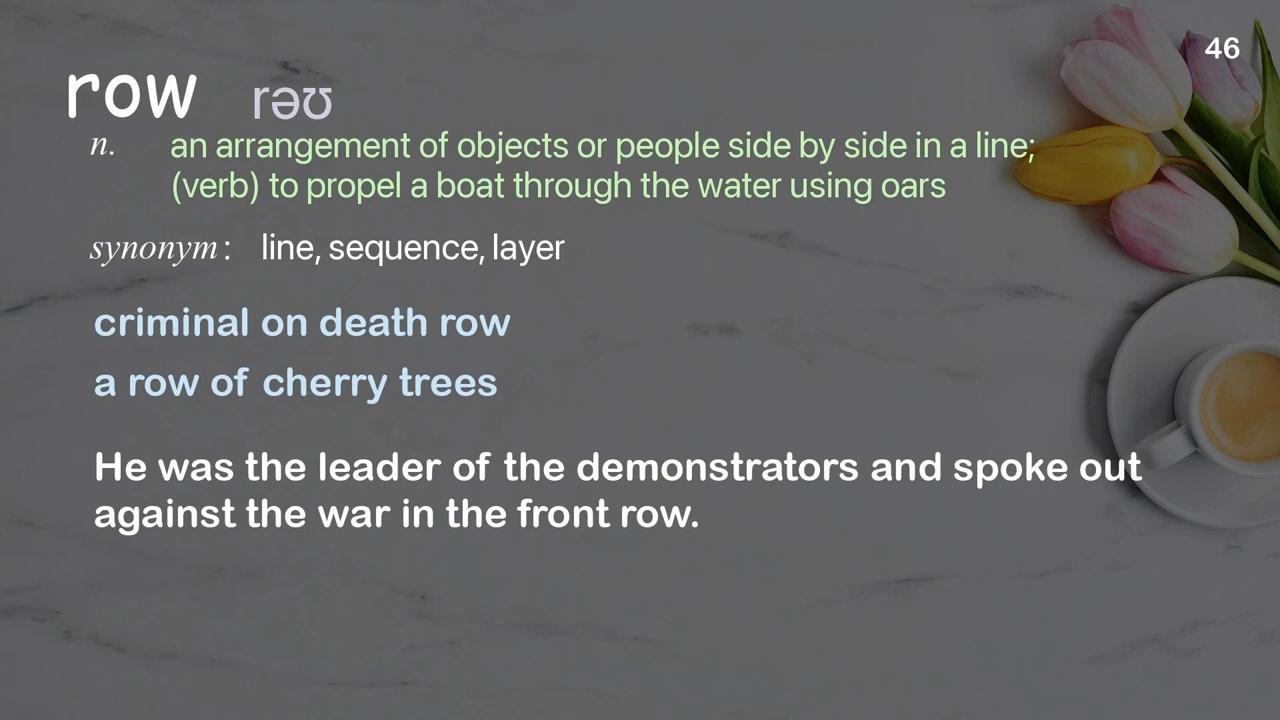 46
row rəʊ
n. an arrangement of objects or people side by side in a line;
(verb) to propel a boat through the water using oars
synonym: line, sequence, layer
criminal on death row
a row of cherry trees
He was the leader of the demonstrators and spoke out
against the war in the front row.